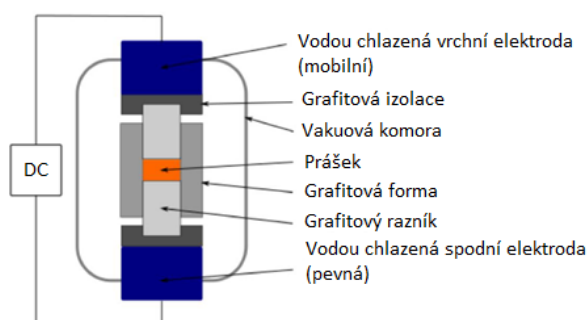 Vodou chlazená vrchní elektroda
(mobilní)
Grafitová izolace
Vakuová komora
Prášek
DC
Grafitová forma
Grafitový razník
Vodou chlazená spodní elektroda
(pevná)